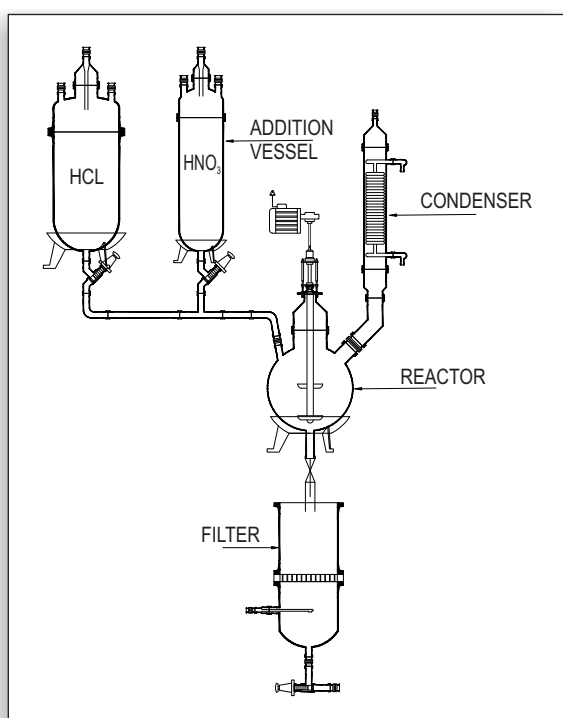 HCL
HNO₃
ADDITION
VESSEL
CONDENSER
REACTOR
FILTER